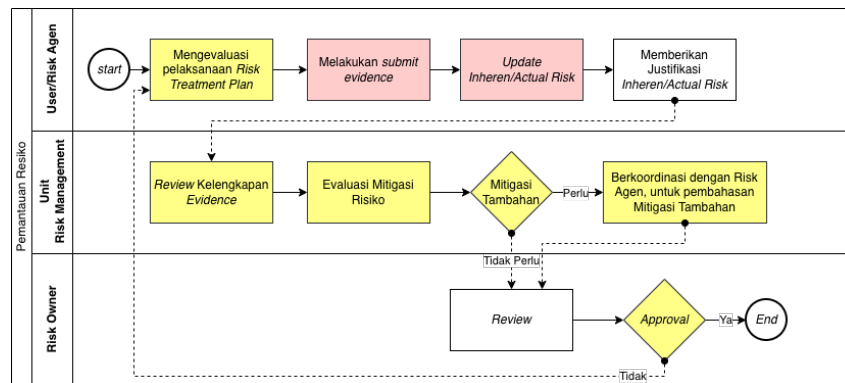 Pemantauan Resiko
User/Risk Agen
start
Mengevaluasi
pelaksanaan Risk
Treatment Plan
Melakukan submit
evidence
Update
Inheren/Actual Risk
Memberikan
Justifikasi
Inheren/Actual Risk
Unit
Risk Management
Review Kelengkapan
Evidence
Evaluasi Mitigasi
Risiko
Mitigasi
Tambahan
Perlu
Berkoordinasi dengan Risk
Agen, untuk pembahasan
Mitigasi Tambahan
Tidak Perlu
Risk Owner
Review
Approval
Ya
End
Tidak